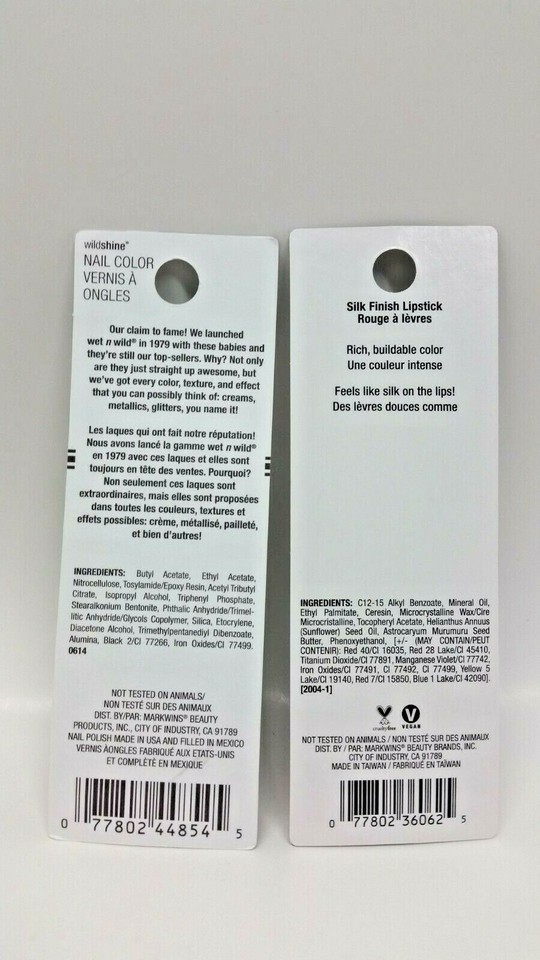 wildshine®
NAIL COLOR
VERNIS À
ONGLES
Our claim to fame! We launched
wet n wild® in 1979 with these babies and
they're still our top-sellers. Why? Not only
are they just straight up awesome, but
we've got every color, texture, and effect
that you can possibly think of: creams,
metallics, glitters, you name it!
Les laques qui ont fait notre réputation!
Nous avons lancé la gamme wet n wild®
en 1979 avec ces laques et elles sont
toujours en tête des ventes. Pourquoi?
Non seulement ces laques sont
extraordinaires, mais elles sont proposées
dans toutes les couleurs, textures et
effets possibles: crème, métallisé, pailleté,
et bien d'autres!
INGREDIENTS: Butyl Acetate, Ethyl Acetate,
Nitrocellulose, Tosylamide/Epoxy Resin, Acetyl Tributyl
Citrate, Isopropyl Alcohol, Triphenyl Phosphate,
Stearalkonium Bentonite, Phthalic Anhydride/Trimel-
litic Anhydride/Glycols Copolymer, Silica, Etocrylene,
Diacetone Alcohol, Trimethylpentanediyl Dibenzoate,
Alumina, Black 2/CI 77266, Iron Oxides/CI 77499.
0614
NOT TESTED ON ANIMALS/
NON TESTÉ SUR DES ANIMAUX
DIST. BY/PAR: MARKWINS BEAUTY
PRODUCTS, INC., CITY OF INDUSTRY, CA 91789
NAIL POLISH MADE IN USA AND FILLED IN MEXICO
VERNIS ÀONGLES FABRIQUÉ AUX ETATS-UNIS
ET COMPLÉTÉ EN MEXIQUE
0 77802 44854 5
Silk Finish Lipstick
Rouge à lèvres
Rich, buildable color
Une couleur intense
Feels like silk on the lips!
Des lèvres douces comme
INGREDIENTS: C12-15 Alkyl Benzoate, Mineral Oil,
Ethyl Palmitate, Ceresin, Microcrystalline Wax/Cire
Microcristalline, Tocopheryl Acetate, Helianthus Annuus
(Sunflower) Seed Oil, Astrocaryum Murumuru Seed
Butter, Phenoxyethanol, [+/- (MAY CONTAIN/PEUT
CONTENIR): Red 40/CI 16035, Red 28 Lake/CI 45410,
Titanium Dioxide/CI 77891, Manganese Violet/CI 77742,
Iron Oxides/CI 77491, CI 77492, CI 77499, Yellow 5
Lake/CI 19140, Red 7/CI 15850, Blue 1 Lake/CI 42090].
[2004-1]
crueltyfree
V
VEGAN
NOT TESTED ON ANIMALS / NON TESTÉ SUR DES ANIMAUX
DIST. BY / PAR: MARKWINS® BEAUTY BRANDS, INC.
CITY OF INDUSTRY, CA 91789
MADE IN TAIWAN / FABRIQUÉ EN TAÏWAN
0 77802 36062 5